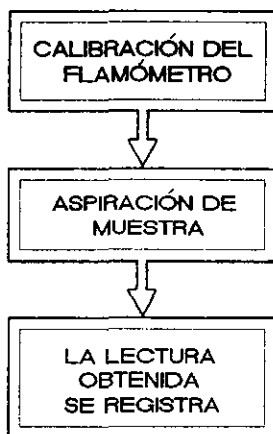 CALIBRACIÓN DEL
FLAMÓMETRO
ASPIRACIÓN DE
MUESTRA
LA LECTURA
OBTENIDA
SE REGISTRA